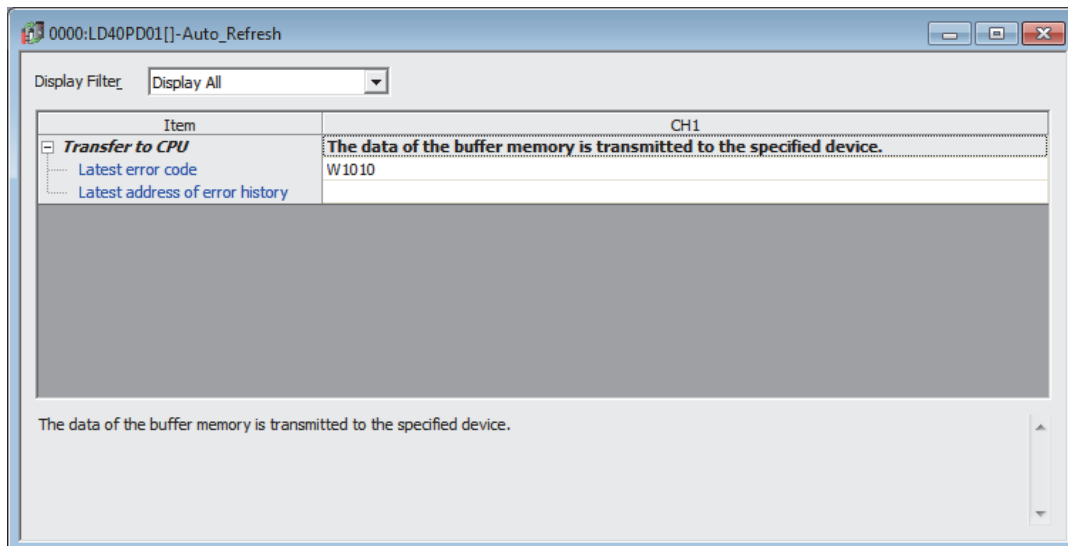 0000:LD40PD01[]-Auto_Refresh
Display Filter Display All
Item CH1
Transfer to CPU The data of the buffer memory is transmitted to the specified device.
Latest error code W1010
Latest address of error history
The data of the buffer memory is transmitted to the specified device.